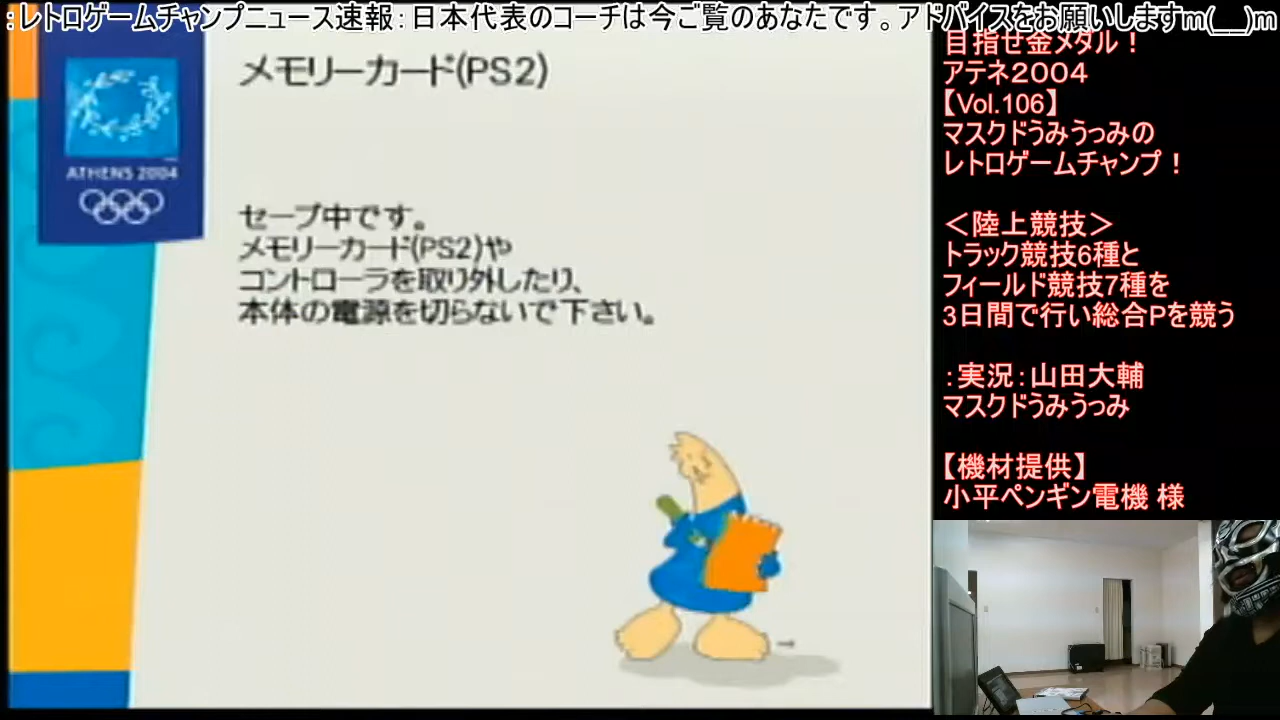 :レトロゲームチャンプニュース速報:日本代表のコーチは今ご覧のあなたです。アドバイスをお願いしますm(__)m
メモリーカード(PS2)
ATHENS 2004
セーブ中です。
メモリーカード(PS2)や
コントローラを取り外したり、
本体の電源を切らないで下さい。
目指せ金メダル!
アテネ2004
【Vol.106】
マスクドうみうっみの
レトロゲームチャンプ!
<陸上競技>
トラック競技6種と
フィールド競技7種を
3日間で行い総合Pを競う
:実況:山田大輔
マスクドうみうっみ
【機材提供】
小平ペンギン電機 様